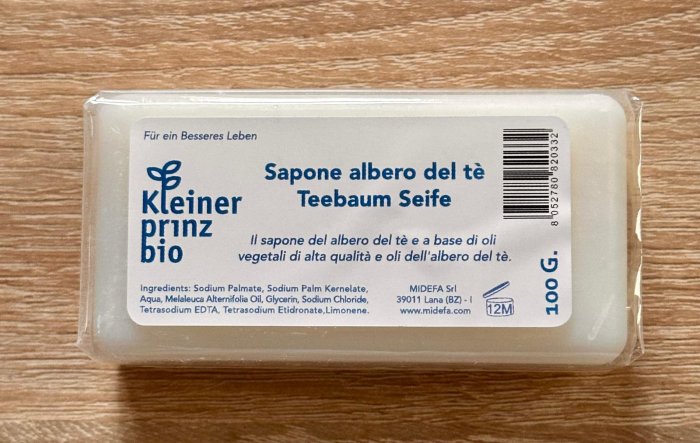 Für ein Besseres Leben
Kleiner
prinz
bio
Sapone albero del tè
Teebaum Seife
Il sapone del albero del tè e a base di oli
vegetali di alta qualità e oli dell'albero del tè.
Ingredients: Sodium Palmate, Sodium Palm Kernelate,
Aqua, Melaleuca Alternifolia Oil, Glycerin, Sodium Chloride,
Tetrasodium EDTA, Tetrasodium Etidronate,Limonene.
MIDEFA Srl
39011 Lana (BZ) - I
www.midefa.com
12M
100 G.
8 052780 820332